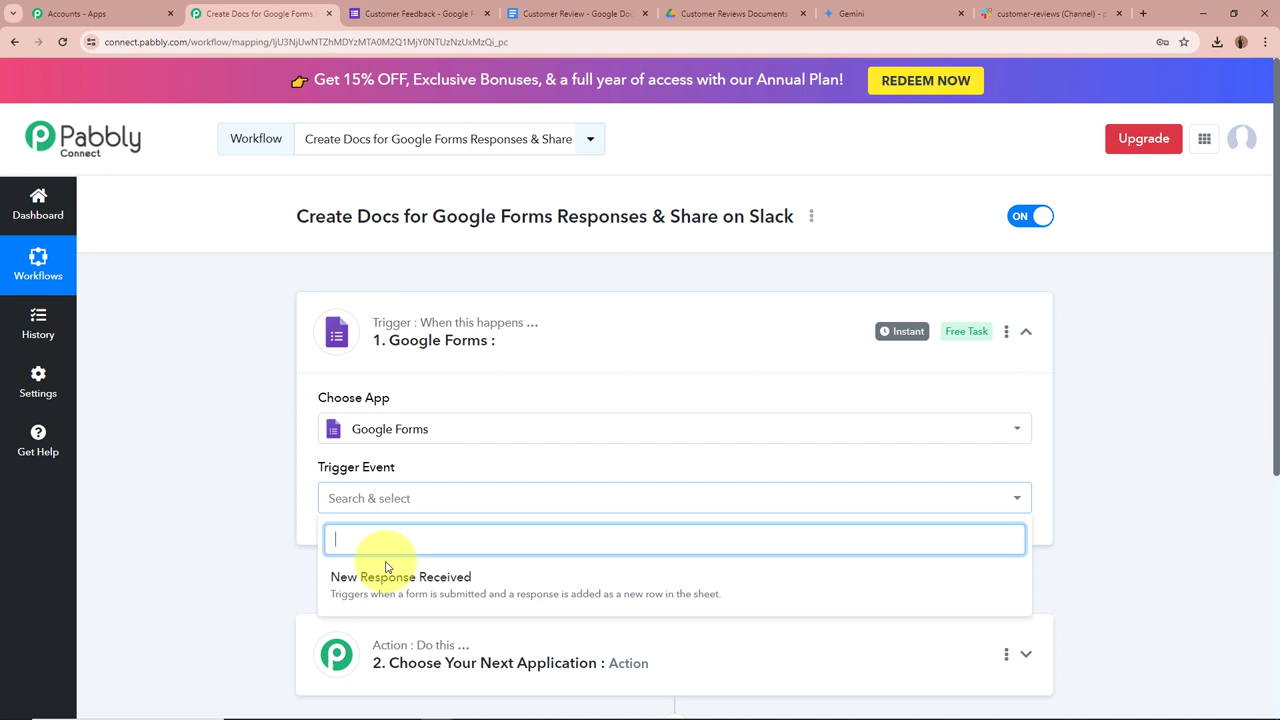 Accounts - Apps
Create Docs for Google Forms
Customer Feedback - Google F
Customer Review - Google Doc
Customer Reviews Documents
Gemini
customer-reviews (Channel) - p
connect.pabbly.com/workflow/mapping/IjU3NjUwNTZhMDYzMTA0M2Q1MjY0NTUzNzUxMzQi_pc
Get 15% OFF, Exclusive Bonuses, & a full year of access with our Annual Plan!
REDEEM NOW
Pabbly
Connect
Workflow
Create Docs for Google Forms Responses & Share
Upgrade
Dashboard
Workflows
History
Settings
Get Help
Create Docs for Google Forms Responses & Share on Slack
ON
Trigger : When this happens ...
1. Google Forms :
Instant
Free Task
Choose App
Google Forms
Trigger Event
Search & select
New Response Received
Triggers when a form is submitted and a response is added as a new row in the sheet.
Action : Do this ...
2. Choose Your Next Application : Action